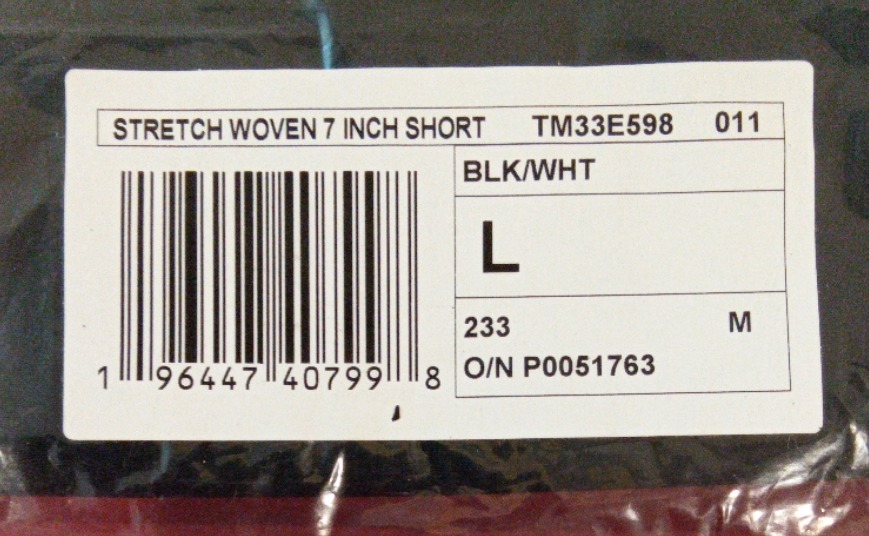 STRETCH WOVEN 7 INCH SHORT TM33E598 011
BLK/WHT
L
233 M
O/N P0051763
1 96447 40799 8